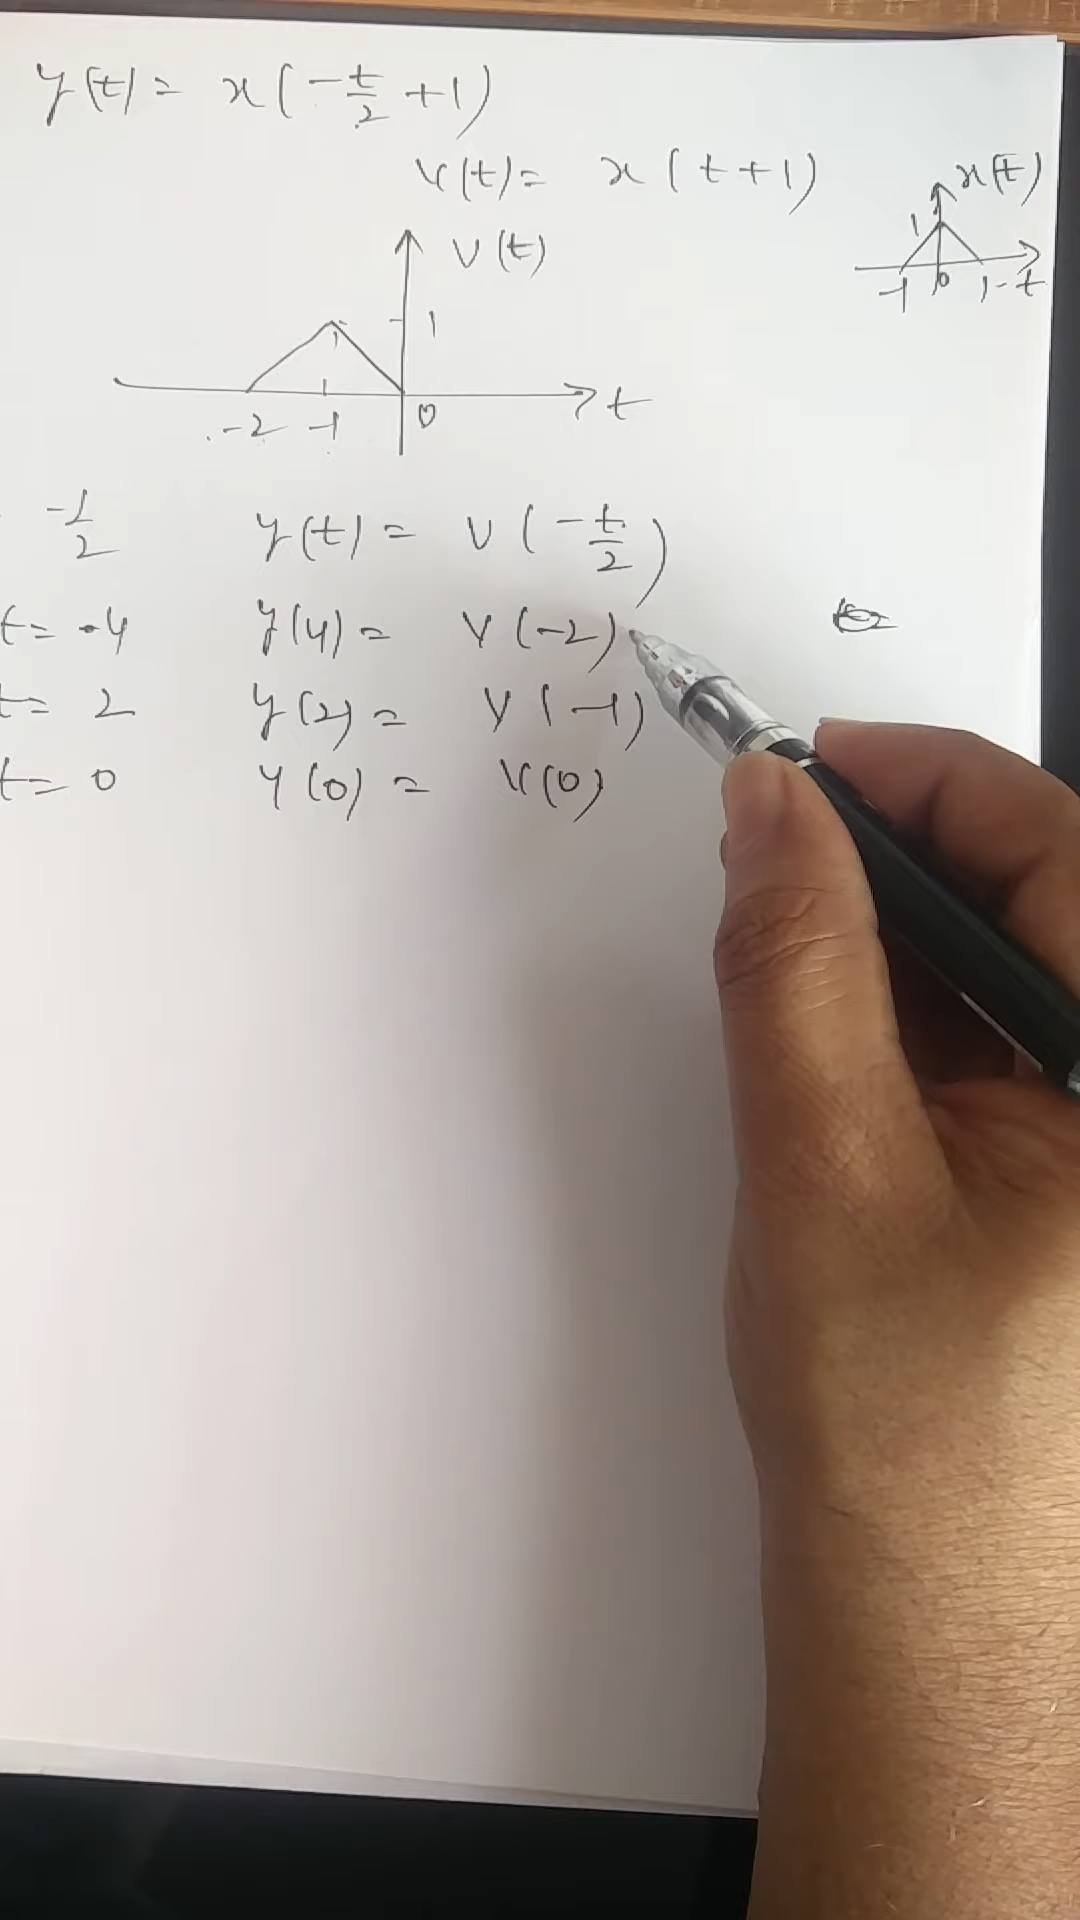 y(t) = x(-t/2 +1)
v(t) = x(t+1)
x(t)
1
-1 0 1 t
v(t)
1
1
-2 -1 0 t
-1/2 y(t) = v(-t/2)
t = -4 y(4) = v(-2)
t = 2 y(2) = v(-1)
t = 0 y(0) = v(0)